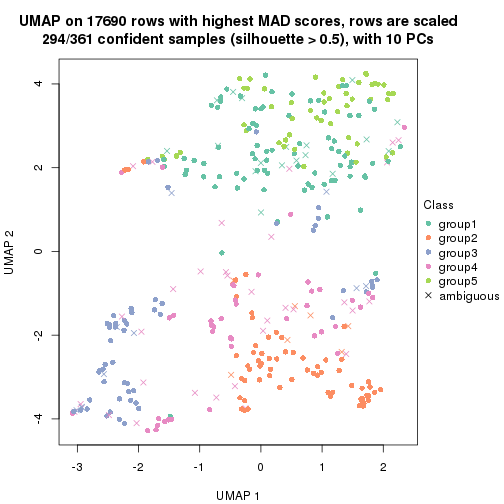 UMAP on 17690 rows with highest MAD scores, rows are scaled
294/361 confident samples (silhouette > 0.5), with 10 PCs
4
2
0
-2
-4
UMAP 2
-3
-2
-1
0
1
2
UMAP 1
Class
group1
group2
group3
group4
group5
ambiguous